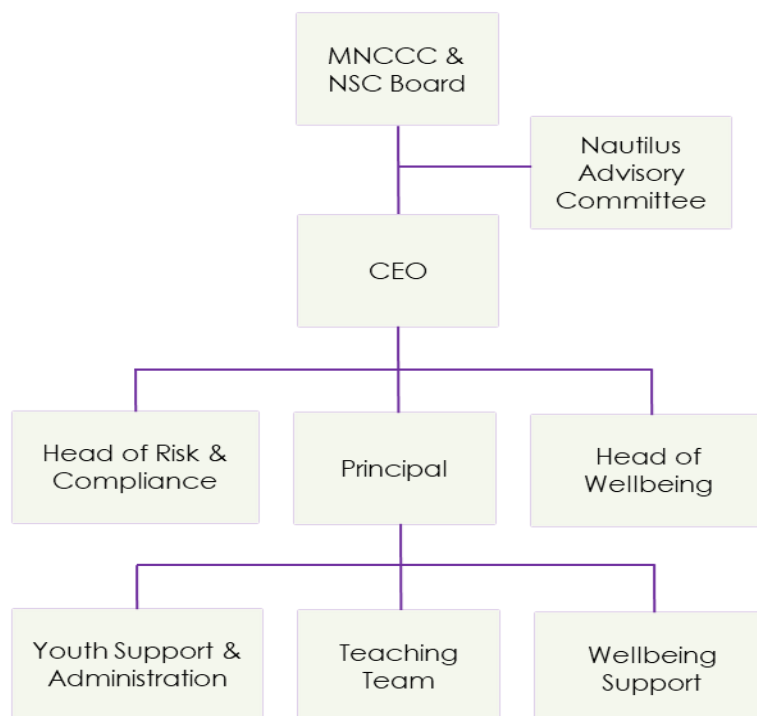 MNCCC &
NSC Board
Nautilus
Advisory
Committee
CEO
Head of Risk &
Compliance
Principal
Head of
Wellbeing
Youth Support &
Administration
Teaching
Team
Wellbeing
Support